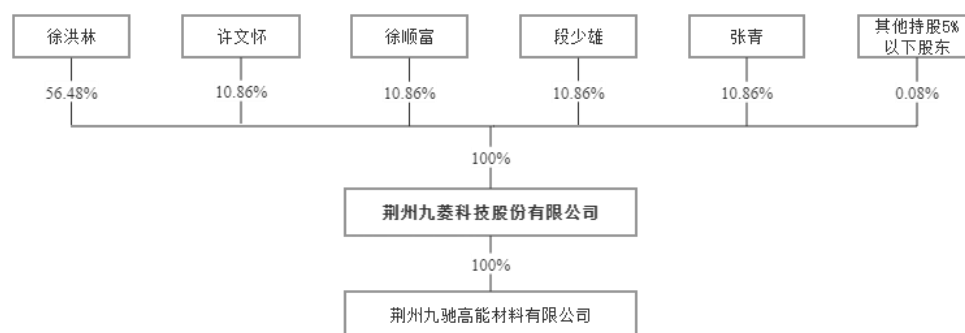 徐洪林
许文怀
徐顺富
段少雄
张青
其他持股5%
以下股东
56.48%
10.86%
10.86%
10.86%
10.86%
0.08%
100%
荆州九菱科技股份有限公司
100%
荆州九驰高能材料有限公司